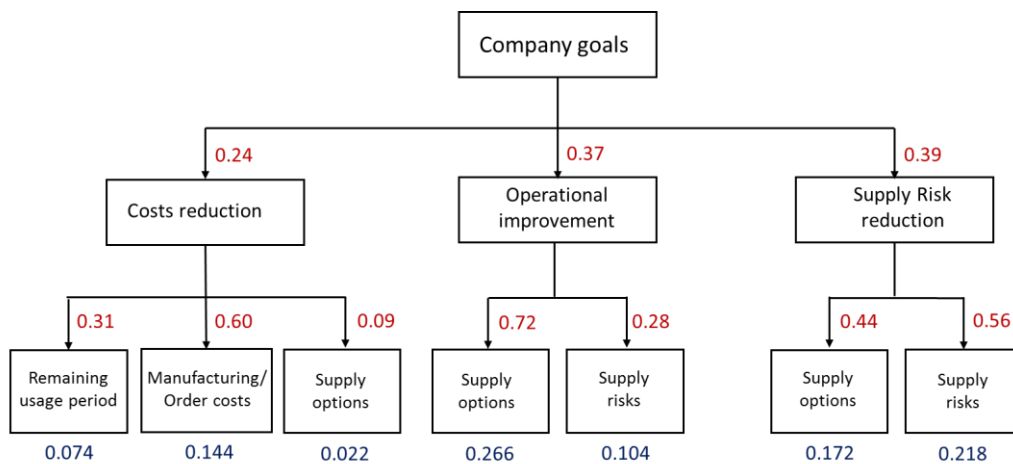 Company goals
0.24
0.37
0.39
Costs reduction
Operational
improvement
Supply Risk
reduction
0.31
0.60
0.09
0.72
0.28
0.44
0.56
Remaining
usage period
Manufacturing/
Order costs
Supply
options
Supply
options
Supply
risks
Supply
options
Supply
risks
0.074
0.144
0.022
0.266
0.104
0.172
0.218